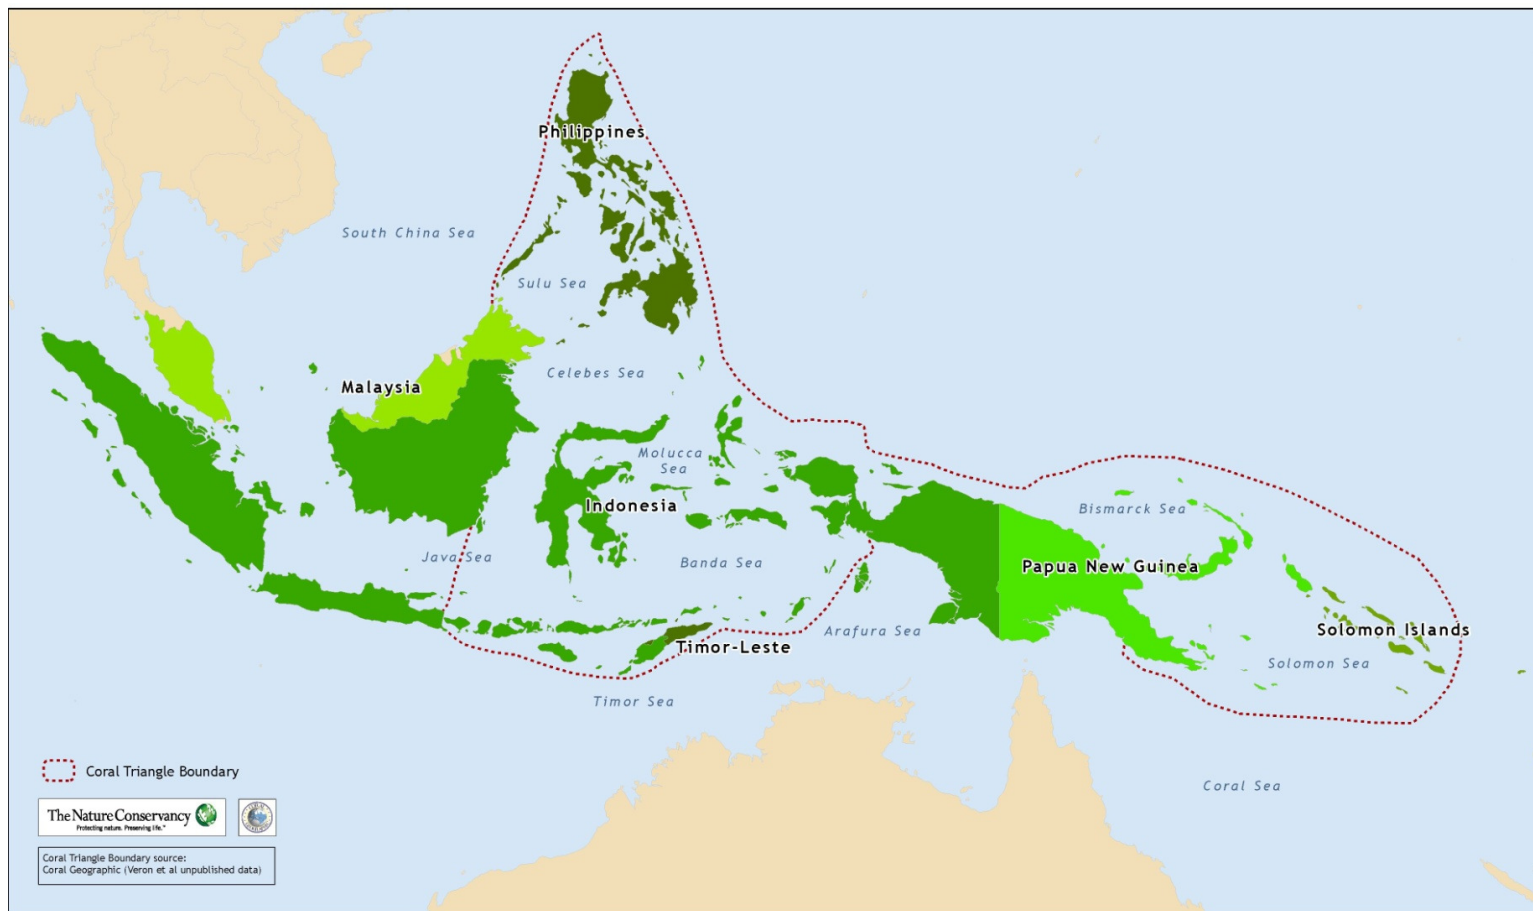 Philippines
South China Sea
Sulu Sea
Celebes Sea
Malaysia
Molucca
Sea
Indonesia
Bismarck Sea
Java Sea
Banda Sea
Papua New Guinea
Arafura Sea
Solomon Islands
Timor-Leste
Solomon Sea
Timor Sea
Coral Sea
Coral Triangle Boundary
The Nature Conservancy
Protecting nature. Preserving life.™
Coral Triangle Boundary source:
Coral Geographic (Veron et al unpublished data)